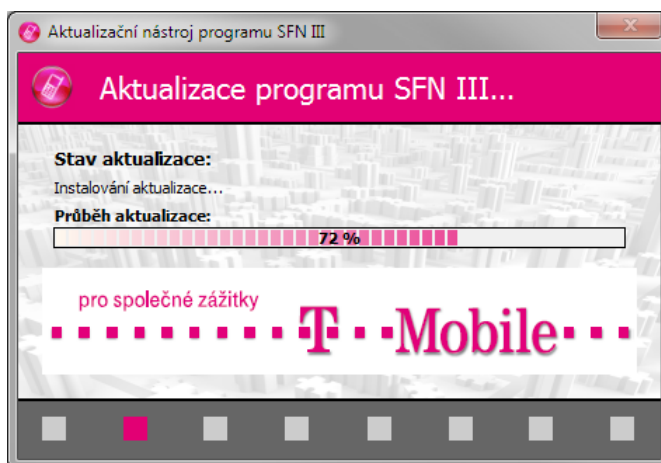 Aktualizační nástroj programu SFN III
Aktualizace programu SFN III...
Stav aktualizace:
Instalování aktualizace...
Průběh aktualizace:
72 %
pro společné zážitky
T Mobile